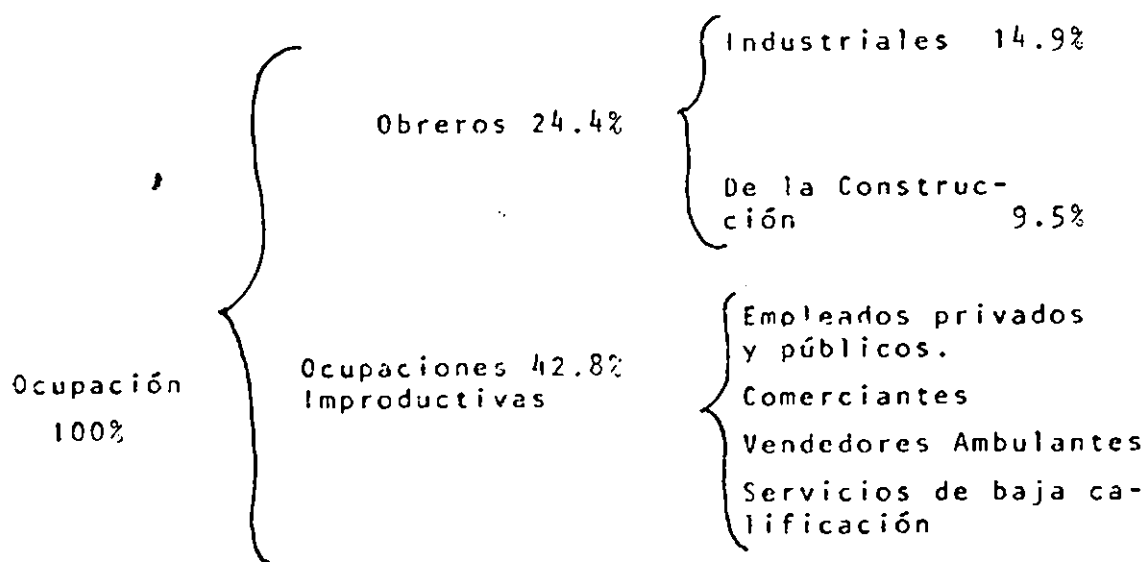 Industriales 14.9%
Obreros 24.4%
De la Construc-
ción 9.5%
Ocupación
100%
Ocupaciones 42.8%
Improductivas
Empleados privados
y públicos.
Comerciantes
Vendedores Ambulantes
Servicios de baja ca-
lificación